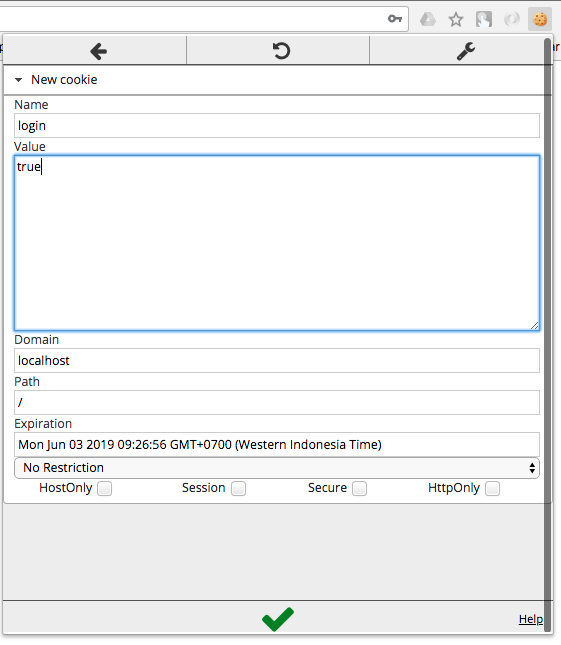 New cookie
Name
login
Value
true
Domain
localhost
Path
/
Expiration
Mon Jun 03 2019 09:26:56 GMT+0700 (Western Indonesia Time)
No Restriction
HostOnly Session Secure HttpOnly
Help